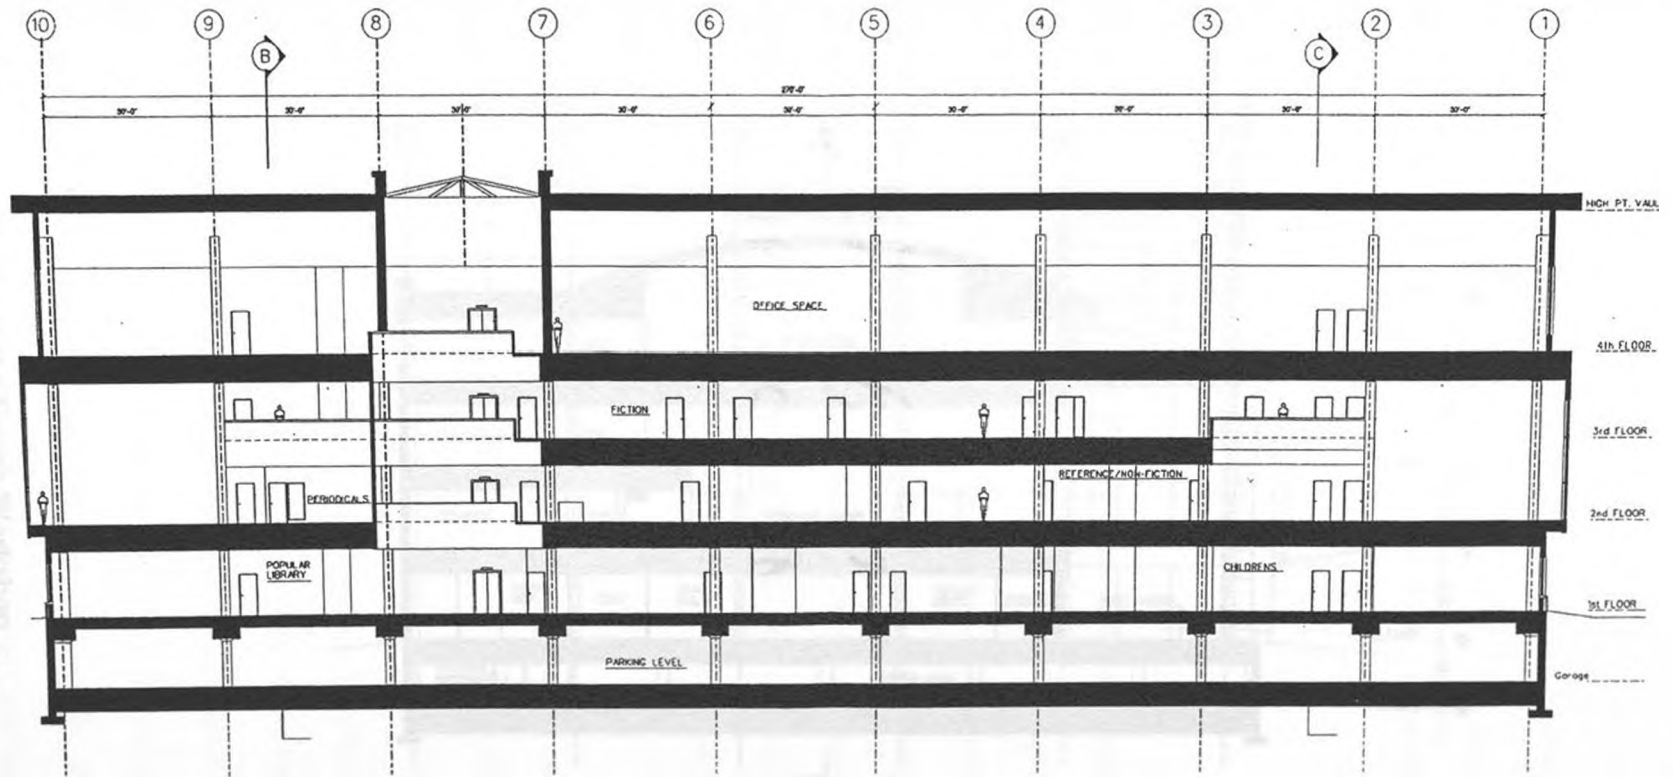 10 9 8 7 6 5 4 3 2 1
B C
270'-0"
30'-0" 30'-0" 30'-0" 30'-0" 30'-0" 30'-0" 30'-0" 30'-0" 30'-0"
HIGH PT. VAUL
OFFICE SPACE
4th FLOOR
FICTION
3rd FLOOR
REFERENCE/NON-FICTION
PERIODICALS
2nd FLOOR
POPULAR
LIBRARY
CHILDRENS
1st FLOOR
PARKING LEVEL
Garage